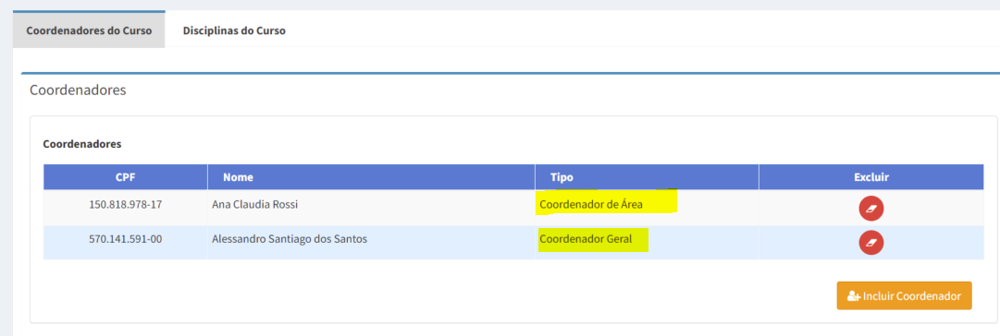 Coordenadores do Curso Disciplinas do Curso
Coordenadores
Coordenadores
CPF Nome Tipo Excluir
150.818.978-17 Ana Claudia Rossi Coordenador de Área
570.141.591-00 Alessandro Santiago dos Santos Coordenador Geral
Incluir Coordenador